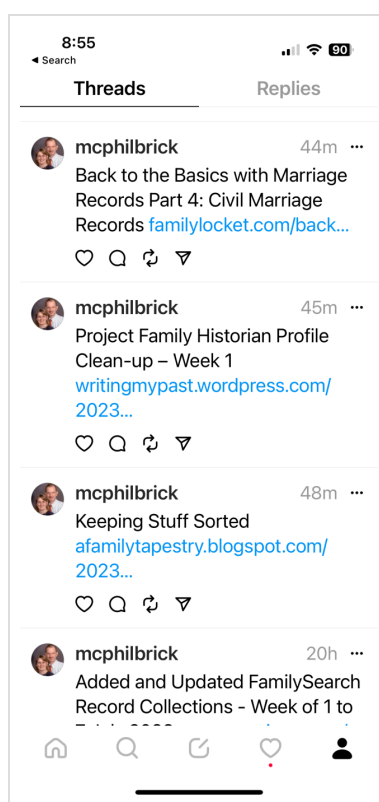 8:55
90
◀ Search
Threads Replies
mcphilbrick 44m ···
Back to the Basics with Marriage
Records Part 4: Civil Marriage
Records familylocket.com/back...
mcphilbrick 45m ···
Project Family Historian Profile
Clean-up – Week 1
writingmypast.wordpress.com/
2023...
mcphilbrick 48m ···
Keeping Stuff Sorted
afamilytapestry.blogspot.com/
2023...
mcphilbrick 20h ···
Added and Updated FamilySearch
Record Collections - Week of 1 to